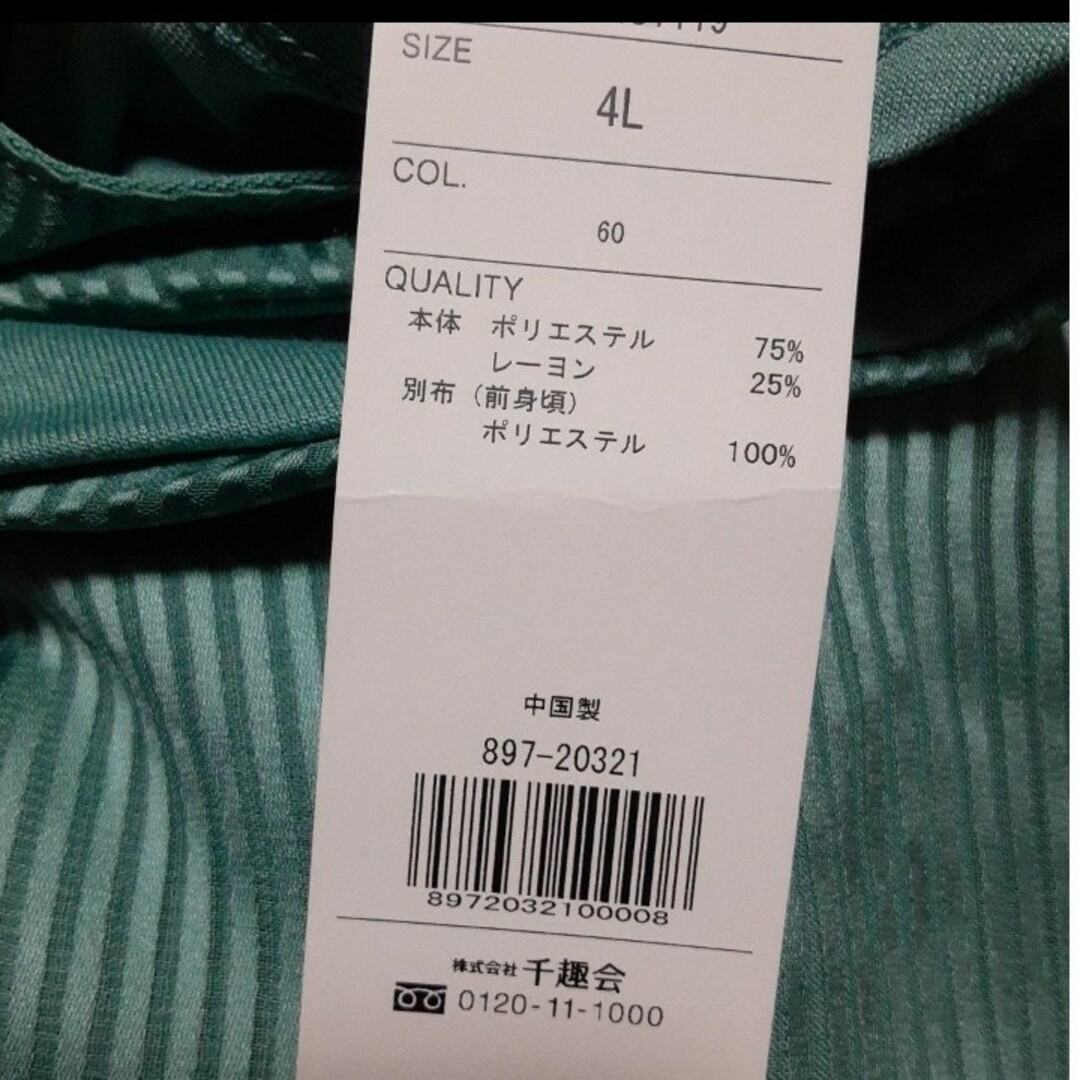 SIZE
4L
COL.
60
QUALITY
本体 ポリエステル 75%
レーヨン 25%
別布（前身頃）
ポリエステル 100%
中国製
897-20321
8972032100008
株式会社 千趣会
0120-11-1000